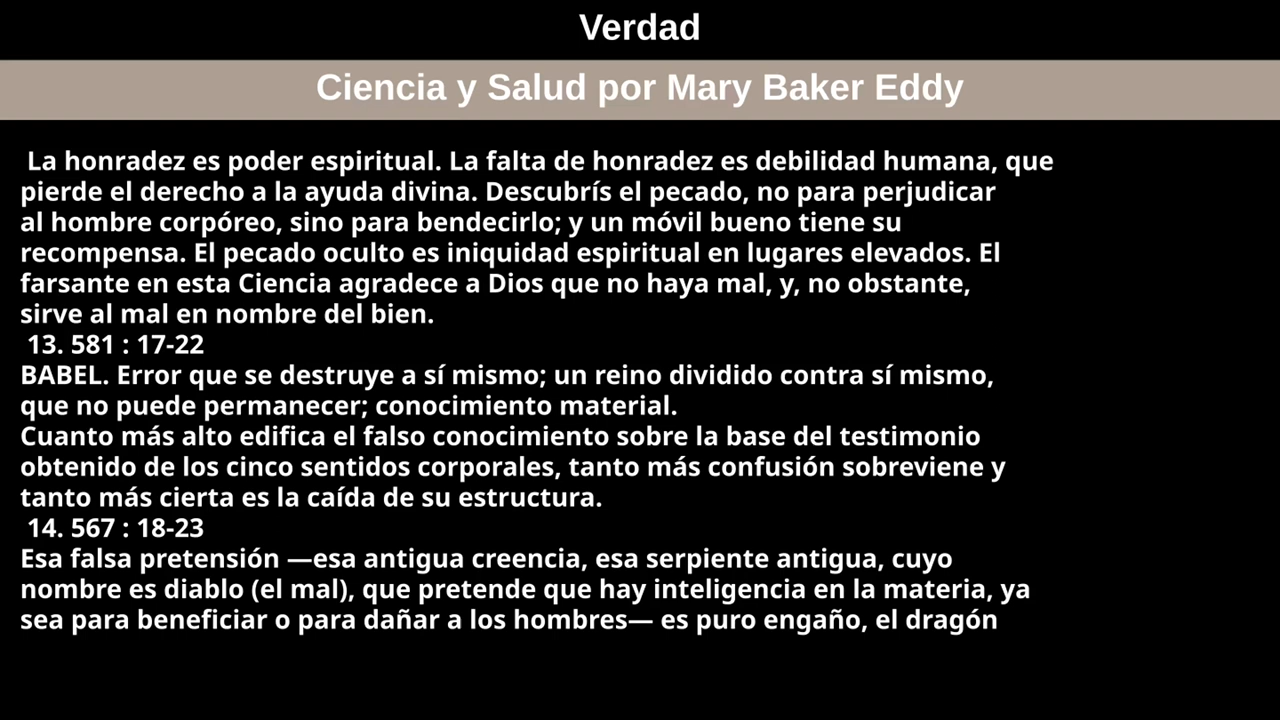 Verdad
Ciencia y Salud por Mary Baker Eddy
La honradez es poder espiritual. La falta de honradez es debilidad humana, que
pierde el derecho a la ayuda divina. Descubrís el pecado, no para perjudicar
al hombre corpóreo, sino para bendecirlo; y un móvil bueno tiene su
recompensa. El pecado oculto es iniquidad espiritual en lugares elevados. El
farsante en esta Ciencia agradece a Dios que no haya mal, y, no obstante,
sirve al mal en nombre del bien.
13. 581 : 17-22
BABEL. Error que se destruye a sí mismo; un reino dividido contra sí mismo,
que no puede permanecer; conocimiento material.
Cuanto más alto edifica el falso conocimiento sobre la base del testimonio
obtenido de los cinco sentidos corporales, tanto más confusión sobreviene y
tanto más cierta es la caída de su estructura.
14. 567 : 18-23
Esa falsa pretensión —esa antigua creencia, esa serpiente antigua, cuyo
nombre es diablo (el mal), que pretende que hay inteligencia en la materia, ya
sea para beneficiar o para dañar a los hombres— es puro engaño, el dragón